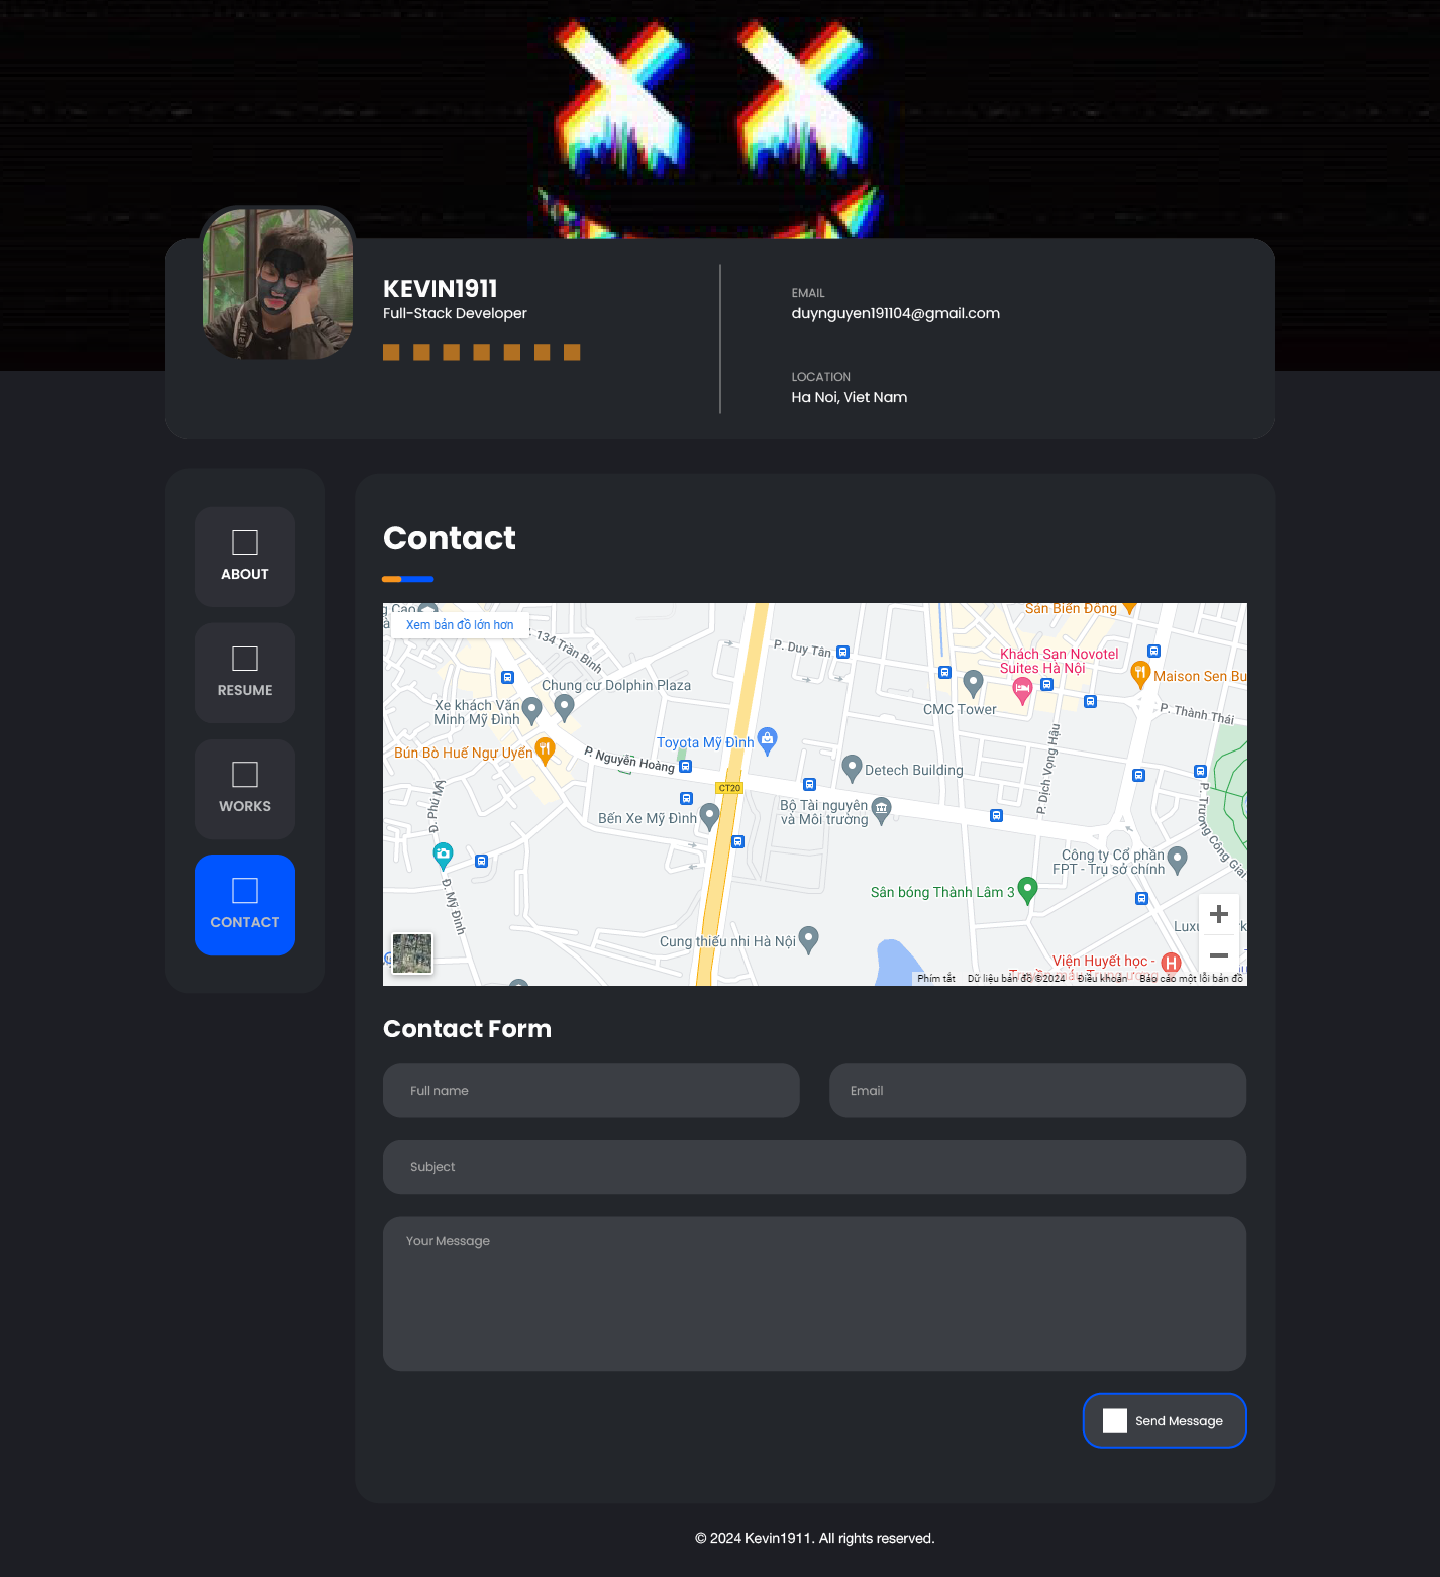 KEVIN1911
Full-Stack Developer
EMAIL
duynguyen191104@gmail.com
LOCATION
Ha Noi, Viet Nam
ABOUT
RESUME
WORKS
CONTACT
Contact
Xem bản đồ lớn hơn
134 Trần Bình
P. Duy Tân
Sân Biển Đông
Khách Sạn Novotel
Suites Hà Nội
Maison Sen Bu
Chung cư Dolphin Plaza
Xe khách Văn
Minh Mỹ Đình
CMC Tower
P. Thành Thái
Toyota Mỹ Đình
Bún Bò Huế Ngự Uyển
P. Nguyễn Hoàng
Detech Building
P. Dịch Vọng Hậu
CT20
Đ. Phú Mỹ
Bến Xe Mỹ Đình
Bộ Tài nguyên
và Môi trường
P. Trương Công Giai
Công ty Cổ phần
FPT - Trụ sở chính
Đ. Mỹ Đình
Sân bóng Thành Lâm 3
Cung thiếu nhi Hà Nội
Viện Huyết học -
Phím tắt
Dữ liệu bản đồ ©2024
Điều khoản
Báo cáo một lỗi bản đồ
Contact Form
Full name
Email
Subject
Your Message
Send Message
© 2024 Kevin1911. All rights reserved.